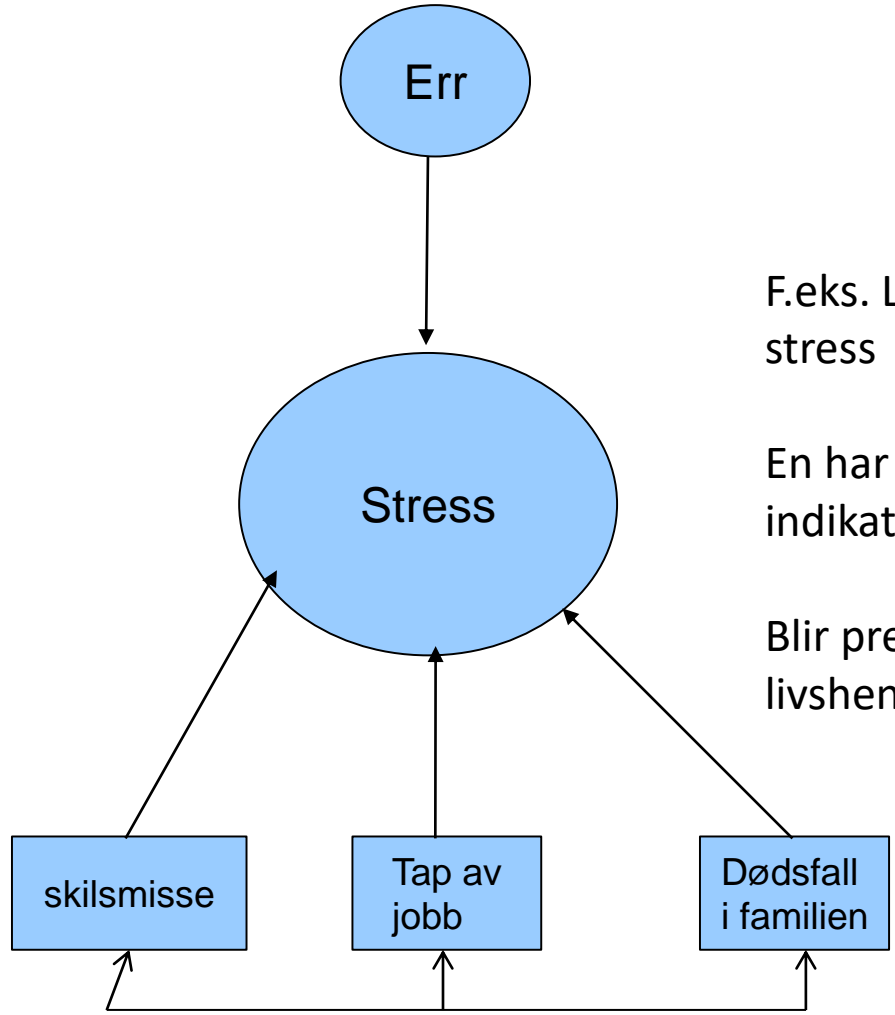 Err
F.eks.
stress
En har
Stress
Blir
skilsmisse
Tap av
jobb
Dødsfall
i familien